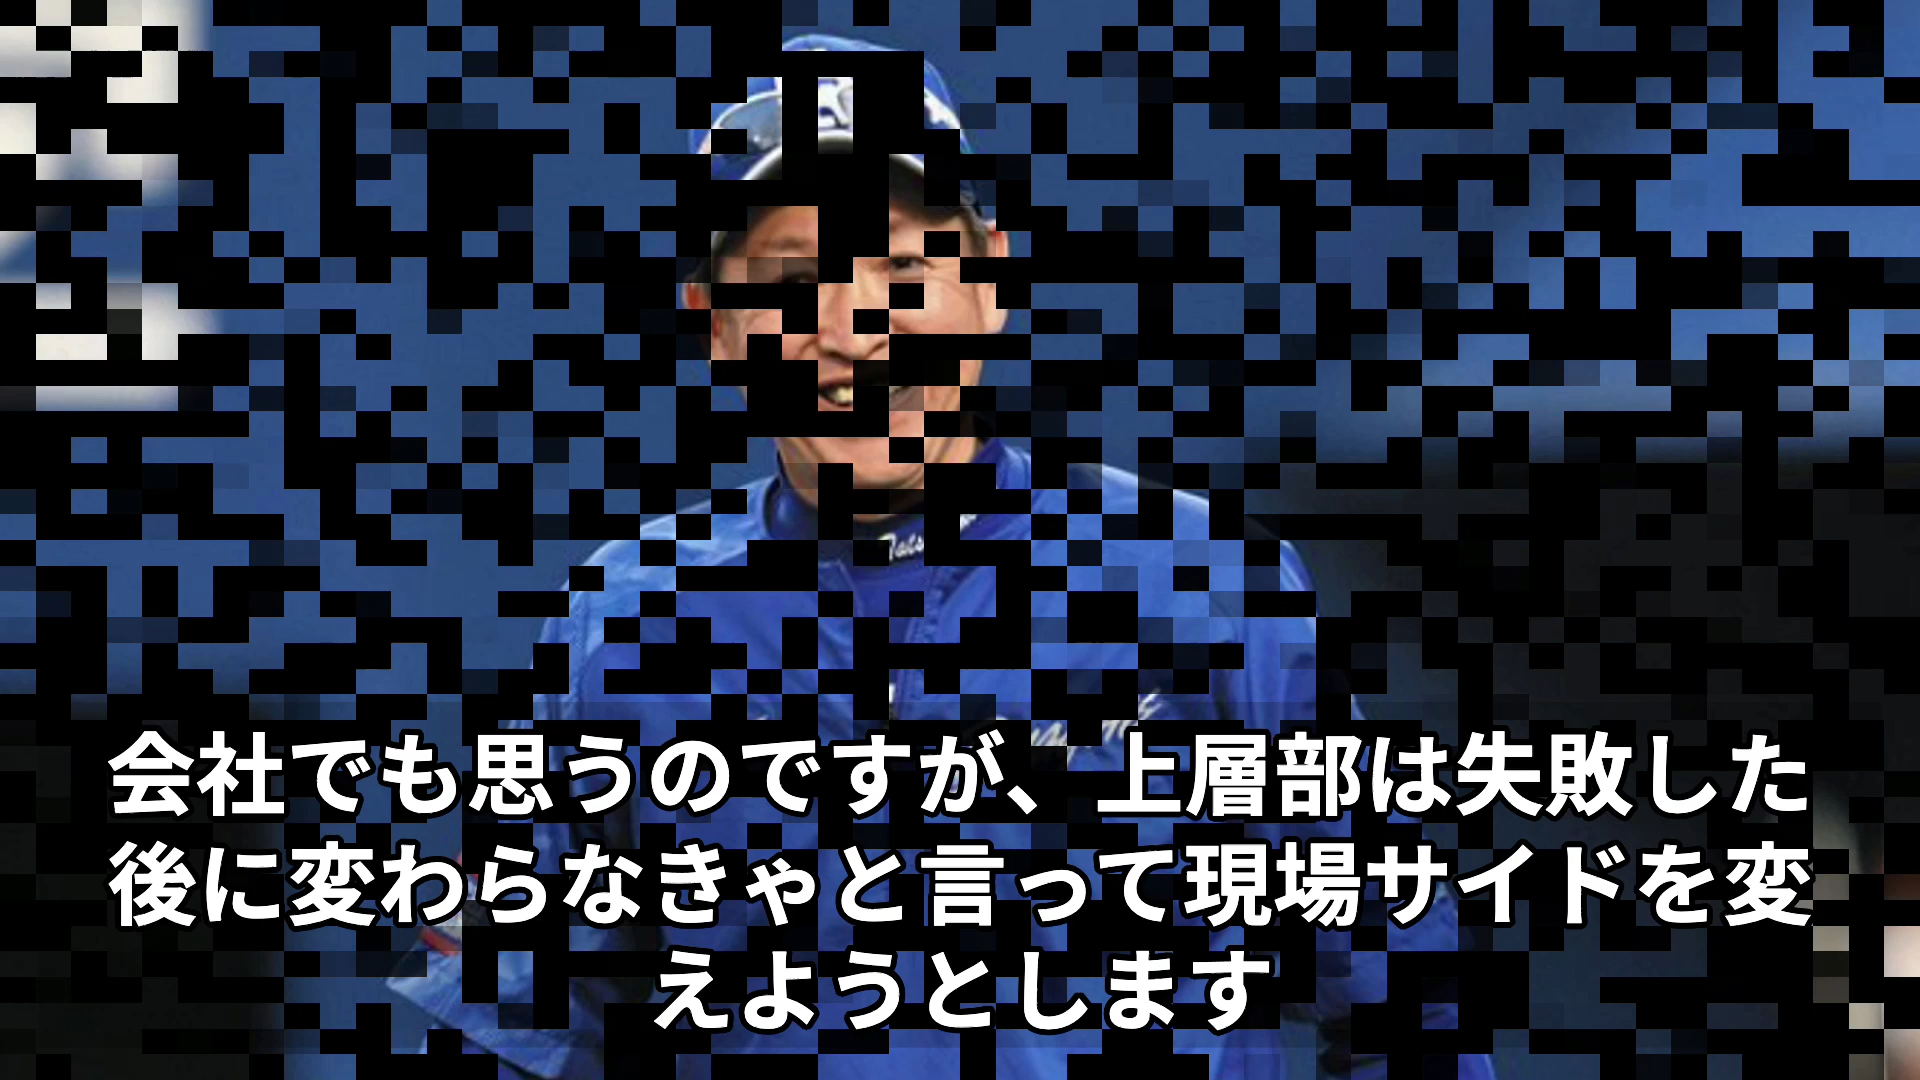 Tats
会社でも思うのですが、上層部は失敗した
後に変わらなきゃと言って現場サイドを変
えようとします